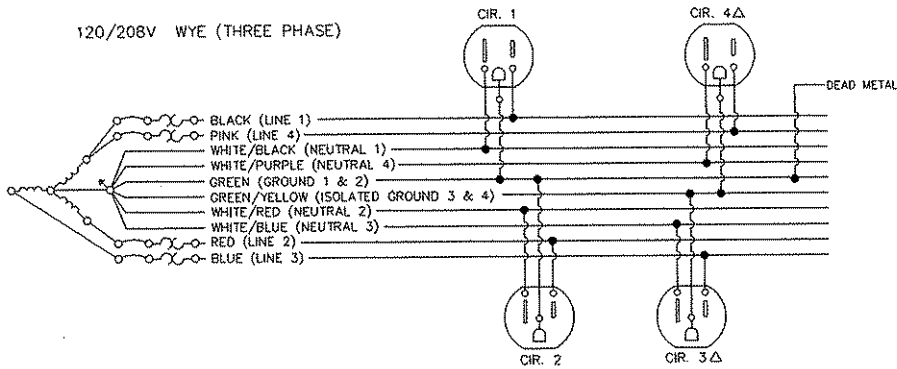 CIR. 1
CIR. 4△
120/208V WYE (THREE PHASE)
DEAD METAL
BLACK (LINE 1)
PINK (LINE 4)
WHITE/BLACK (NEUTRAL 1)
WHITE/PURPLE (NEUTRAL 4)
GREEN (GROUND 1 & 2)
GREEN/YELLOW (ISOLATED GROUND 3 & 4)
WHITE/RED (NEUTRAL 2)
WHITE/BLUE (NEUTRAL 3)
RED (LINE 2)
BLUE (LINE 3)
CIR. 2
CIR. 3△